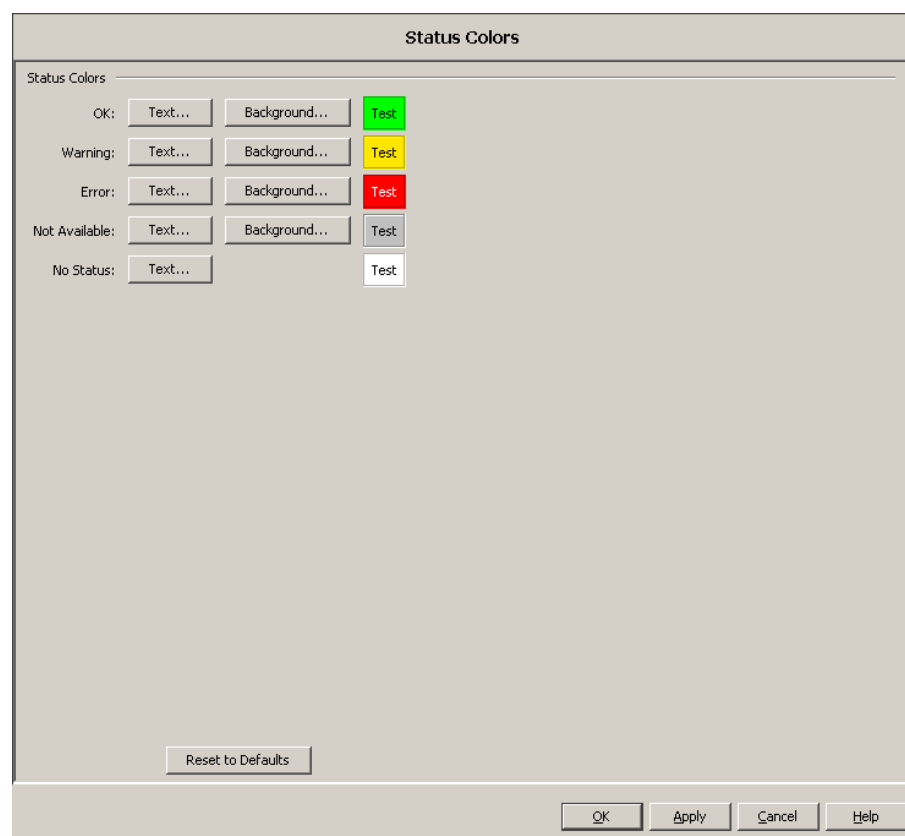 Status Colors
Status Colors
OK: Text... Background... Test
Warning: Text... Background... Test
Error: Text... Background... Test
Not Available: Text... Background... Test
No Status: Text... Test
Reset to Defaults
OK Apply Cancel Help